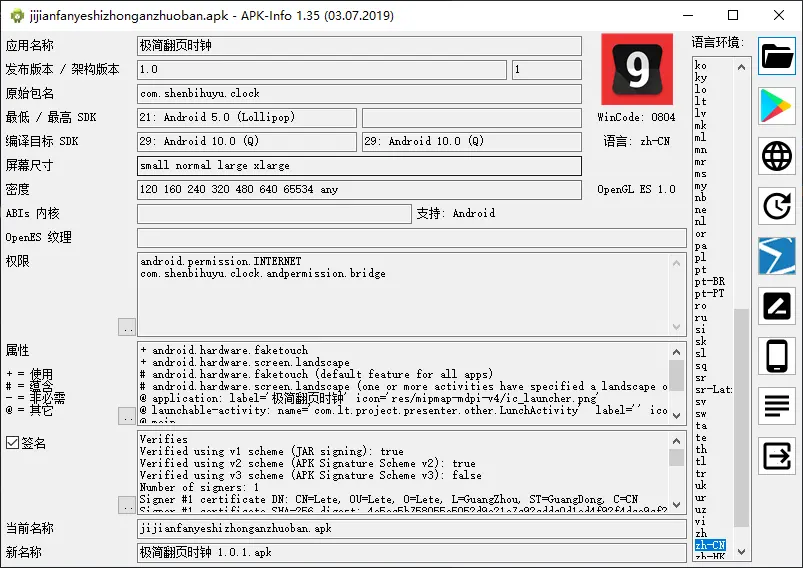 jijianfanyeshizhonganzhuoban.apk - APK-Info 1.35 (03.07.2019)
应用名称
极简翻页时钟
发布版本 / 架构版本
1.0
1
原始包名
com.shenbihuyu.clock
最低 / 最高 SDK
21: Android 5.0 (Lollipop)
编译目标 SDK
29: Android 10.0 (Q)
29: Android 10.0 (Q)
屏幕尺寸
small normal large xlarge
密度
120 160 240 320 480 640 65534 any
ABIs 内核
支持: Android
OpenES 纹理
权限
android.permission.INTERNET
com.shenbihuyu.clock.andpermission.bridge
..
属性
+ = 使用
# = 蕴含
- = 非必需
@ = 其它
+ android.hardware.faketouch
+ android.hardware.screen.landscape
# android.hardware.faketouch (default feature for all apps)
# android.hardware.screen.landscape (one or more activities have specified a landscape o
@ application: label='极简翻页时钟' icon='res/mipmap-mdpi-v4/ic_launcher.png'
@ launchable-activity: name='com.lt.project.presenter.other.LunchActivity'  label='' ico
@ main
..
签名
Verifies
Verified using v1 scheme (JAR signing): true
Verified using v2 scheme (APK Signature Scheme v2): true
Verified using v3 scheme (APK Signature Scheme v3): false
Number of signers: 1
Signer #1 certificate DN: CN=Lete, OU=Lete, O=Lete, L=GuangZhou, ST=GuangDong, C=CN
Signer #1 certificate SHA-256 digest:
..
当前名称
jijianfanyeshizhonganzhuoban.apk
新名称
极简翻页时钟 1.0.1.apk
9
WinCode: 0804
语言: zh-CN
OpenGL ES 1.0
语言环境:
ko
ky
lo
lt
lv
mk
ml
mn
mr
ms
my
nb
ne
nl
or
pa
pl
pt
pt-BR
pt-PT
ro
ru
si
sk
sl
sq
sr
sr-Lat
sv
sw
ta
te
th
tl
tr
uk
ur
uz
vi
zh
zh-CN
zh-HK